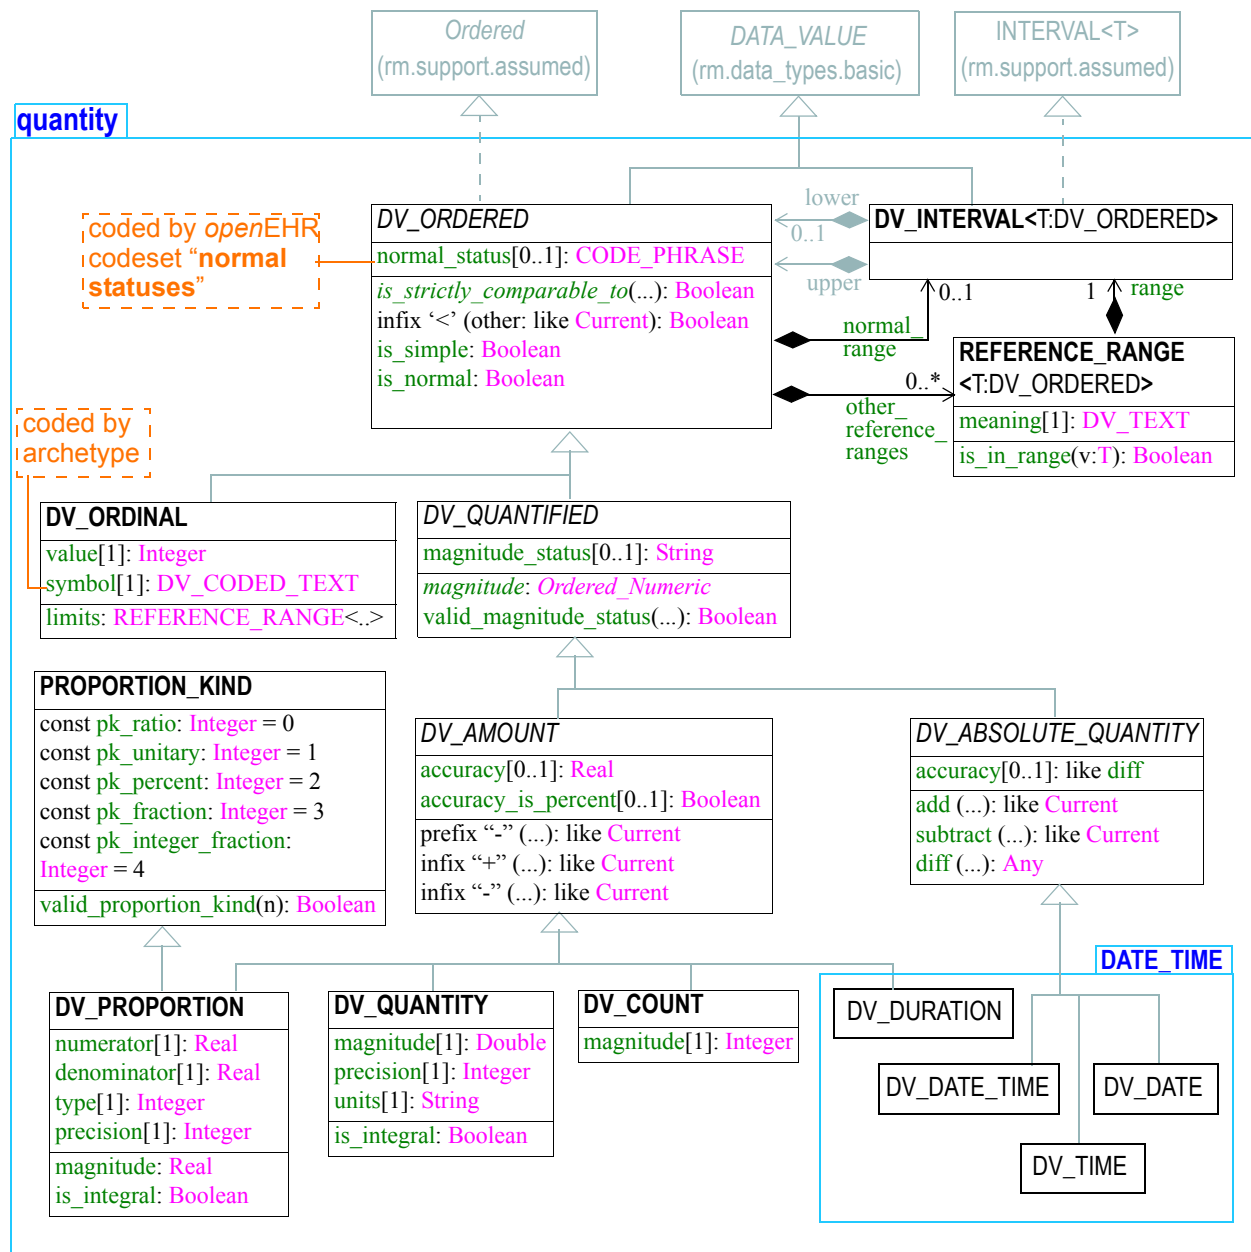 Ordered
(rm.support.assumed)
DATA_VALUE
(rm.data_types.basic)
INTERVAL<T>
(rm.support.assumed)
quantity
coded by openEHR
codeset “normal
statuses”
DV_ORDERED
normal_status[0..1]: CODE_PHRASE
is_strictly_comparable_to(...): Boolean
infix ‘<’ (other: like Current): Boolean
is_simple: Boolean
is_normal: Boolean
lower
0..1
upper
DV_INTERVAL<T:DV_ORDERED>
0..1
1
range
normal_
range
0..*
other_
reference_
ranges
REFERENCE_RANGE
<T:DV_ORDERED>
meaning[1]: DV_TEXT
is_in_range(v:T): Boolean
coded by
archetype
DV_ORDINAL
value[1]: Integer
symbol[1]: DV_CODED_TEXT
limits: REFERENCE_RANGE<..>
DV_QUANTIFIED
magnitude_status[0..1]: String
magnitude: Ordered_Numeric
valid_magnitude_status(...): Boolean
PROPORTION_KIND
const pk_ratio: Integer = 0
const pk_unitary: Integer = 1
const pk_percent: Integer = 2
const pk_fraction: Integer = 3
const pk_integer_fraction:
Integer = 4
valid_proportion_kind(n): Boolean
DV_AMOUNT
accuracy[0..1]: Real
accuracy_is_percent[0..1]: Boolean
prefix “-” (...): like Current
infix “+” (...): like Current
infix “-” (...): like Current
DV_ABSOLUTE_QUANTITY
accuracy[0..1]: like diff
add (...): like Current
subtract (...): like Current
diff (...): Any
DV_PROPORTION
numerator[1]: Real
denominator[1]: Real
type[1]: Integer
precision[1]: Integer
magnitude: Real
is_integral: Boolean
DV_QUANTITY
magnitude[1]: Double
precision[1]: Integer
units[1]: String
is_integral: Boolean
DV_COUNT
magnitude[1]: Integer
DATE_TIME
DV_DURATION
DV_DATE_TIME
DV_DATE
DV_TIME